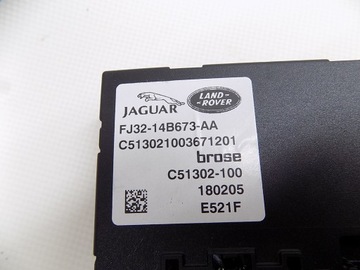 JAGUAR
LAND-
-ROVER
FJ32-14B673-AA
C513021003671201
brose
C51302-100
180205
E521F